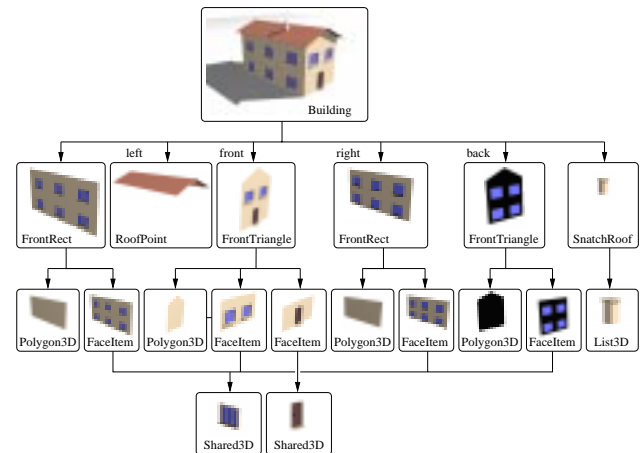 Building
left front right back
FrontRect RoofPoint FrontTriangle FrontRect FrontTriangle SnatchRoof
Polygon3D FaceItem Polygon3D FaceItem FaceItem Polygon3D FaceItem Polygon3D FaceItem List3D
Shared3D Shared3D